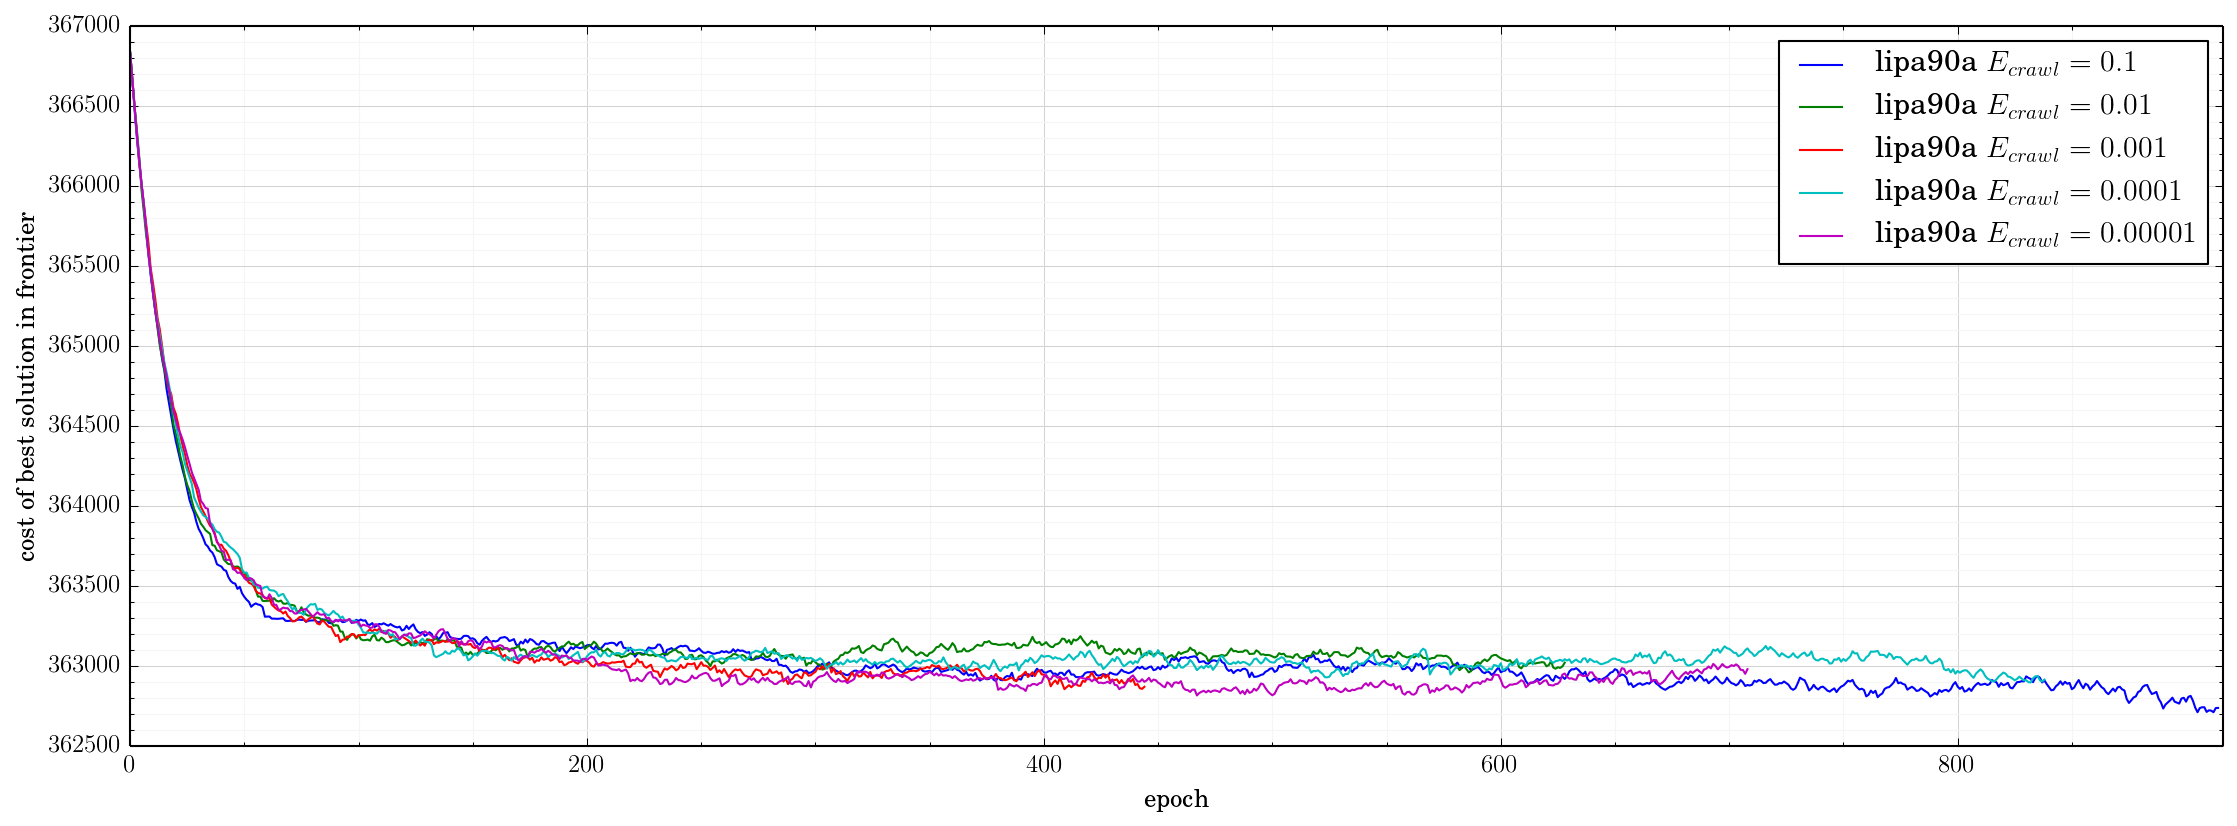 367000
366500
366000
365500
365000
364500
364000
363500
363000
362500
cost of best solution in frontier
0 200 400 600 800
epoch
lipa90a E_crawl = 0.1
lipa90a E_crawl = 0.01
lipa90a E_crawl = 0.001
lipa90a E_crawl = 0.0001
lipa90a E_crawl = 0.00001